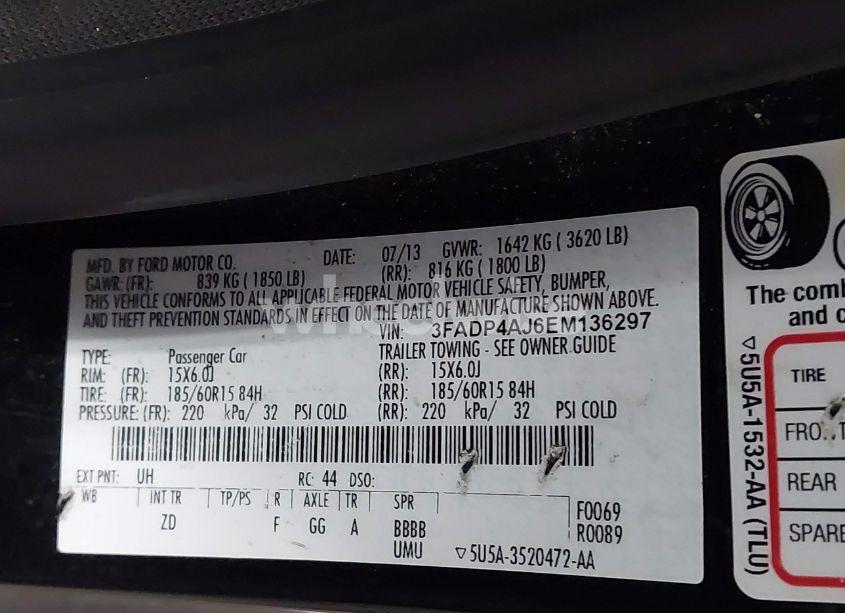 MFD. BY FORD MOTOR CO. DATE: 07/13 GVWR: 1642 KG ( 3620 LB)
GAWR: (FR): 839 KG ( 1850 LB) (RR): 816 KG ( 1800 LB)
THIS VEHICLE CONFORMS TO ALL APPLICABLE FEDERAL MOTOR VEHICLE SAFETY, BUMPER,
AND THEFT PREVENTION STANDARDS IN EFFECT ON THE DATE OF MANUFACTURE SHOWN ABOVE.
VIN: 3FADP4AJ6EM136297
TYPE: Passenger Car TRAILER TOWING - SEE OWNER GUIDE
RIM: (FR): 15X6.0J (RR): 15X6.0J
TIRE: (FR): 185/60R15 84H (RR): 185/60R15 84H
PRESSURE: (FR): 220 kPa/ 32 PSI COLD (RR): 220 kPa/ 32 PSI COLD
EXT PNT: UH RC: 44 DSO:
WB INT TR TP/PS R AXLE TR SPR F0069
ZD F GG A BBBB R0089
UMU ▽5U5A-3520472-AA
The comb
and c
▽5U5A-1532-AA (TLU)
TIRE
REAR
SPARE